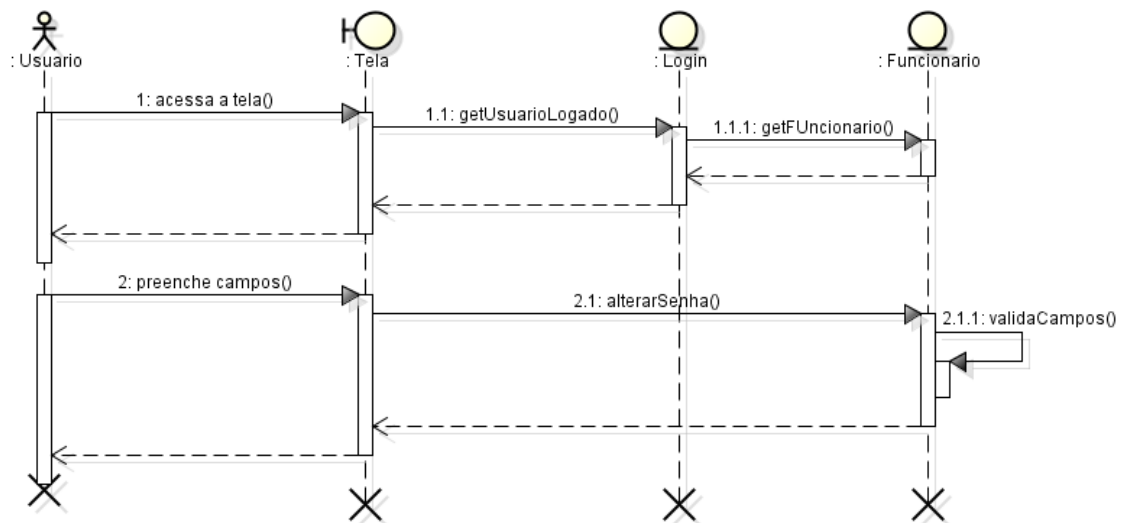 : Usuario
: Tela
: Login
: Funcionario
1: acessa a tela()
1.1: getUsuarioLogado()
1.1.1: getFUncionario()
2: preenche campos()
2.1: alterarSenha()
2.1.1: validaCampos()